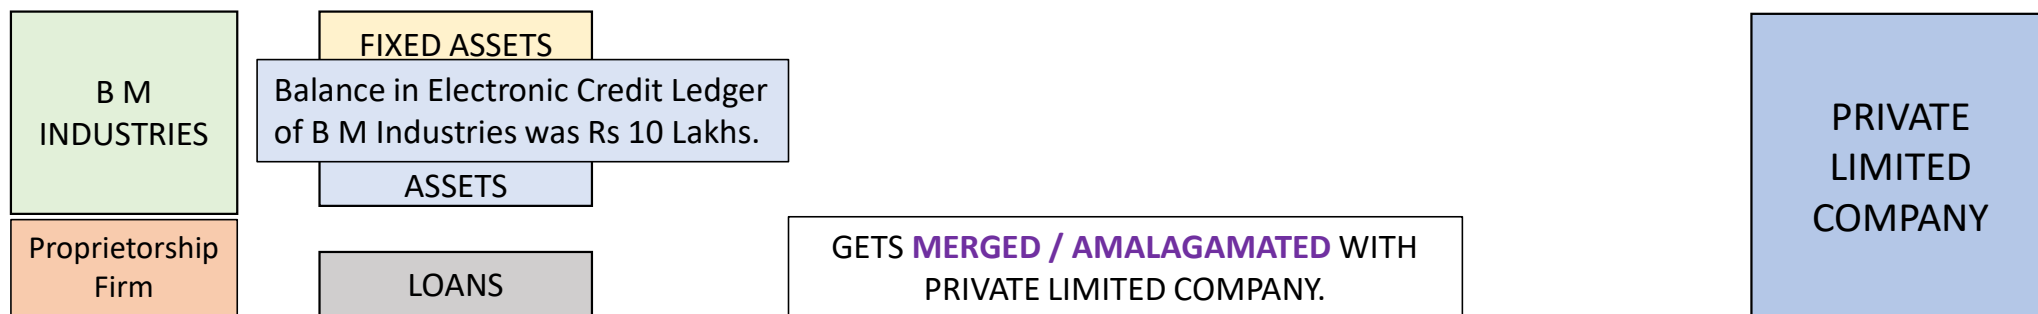 B M
INDUSTRIES
Proprietorship
Firm
FIXED ASSETS
Balance in Electronic Credit Ledger
of B M Industries was Rs 10 Lakhs.
ASSETS
LOANS
GETS MERGED / AMALAGAMATED WITH
PRIVATE LIMITED COMPANY.
PRIVATE
LIMITED
COMPANY